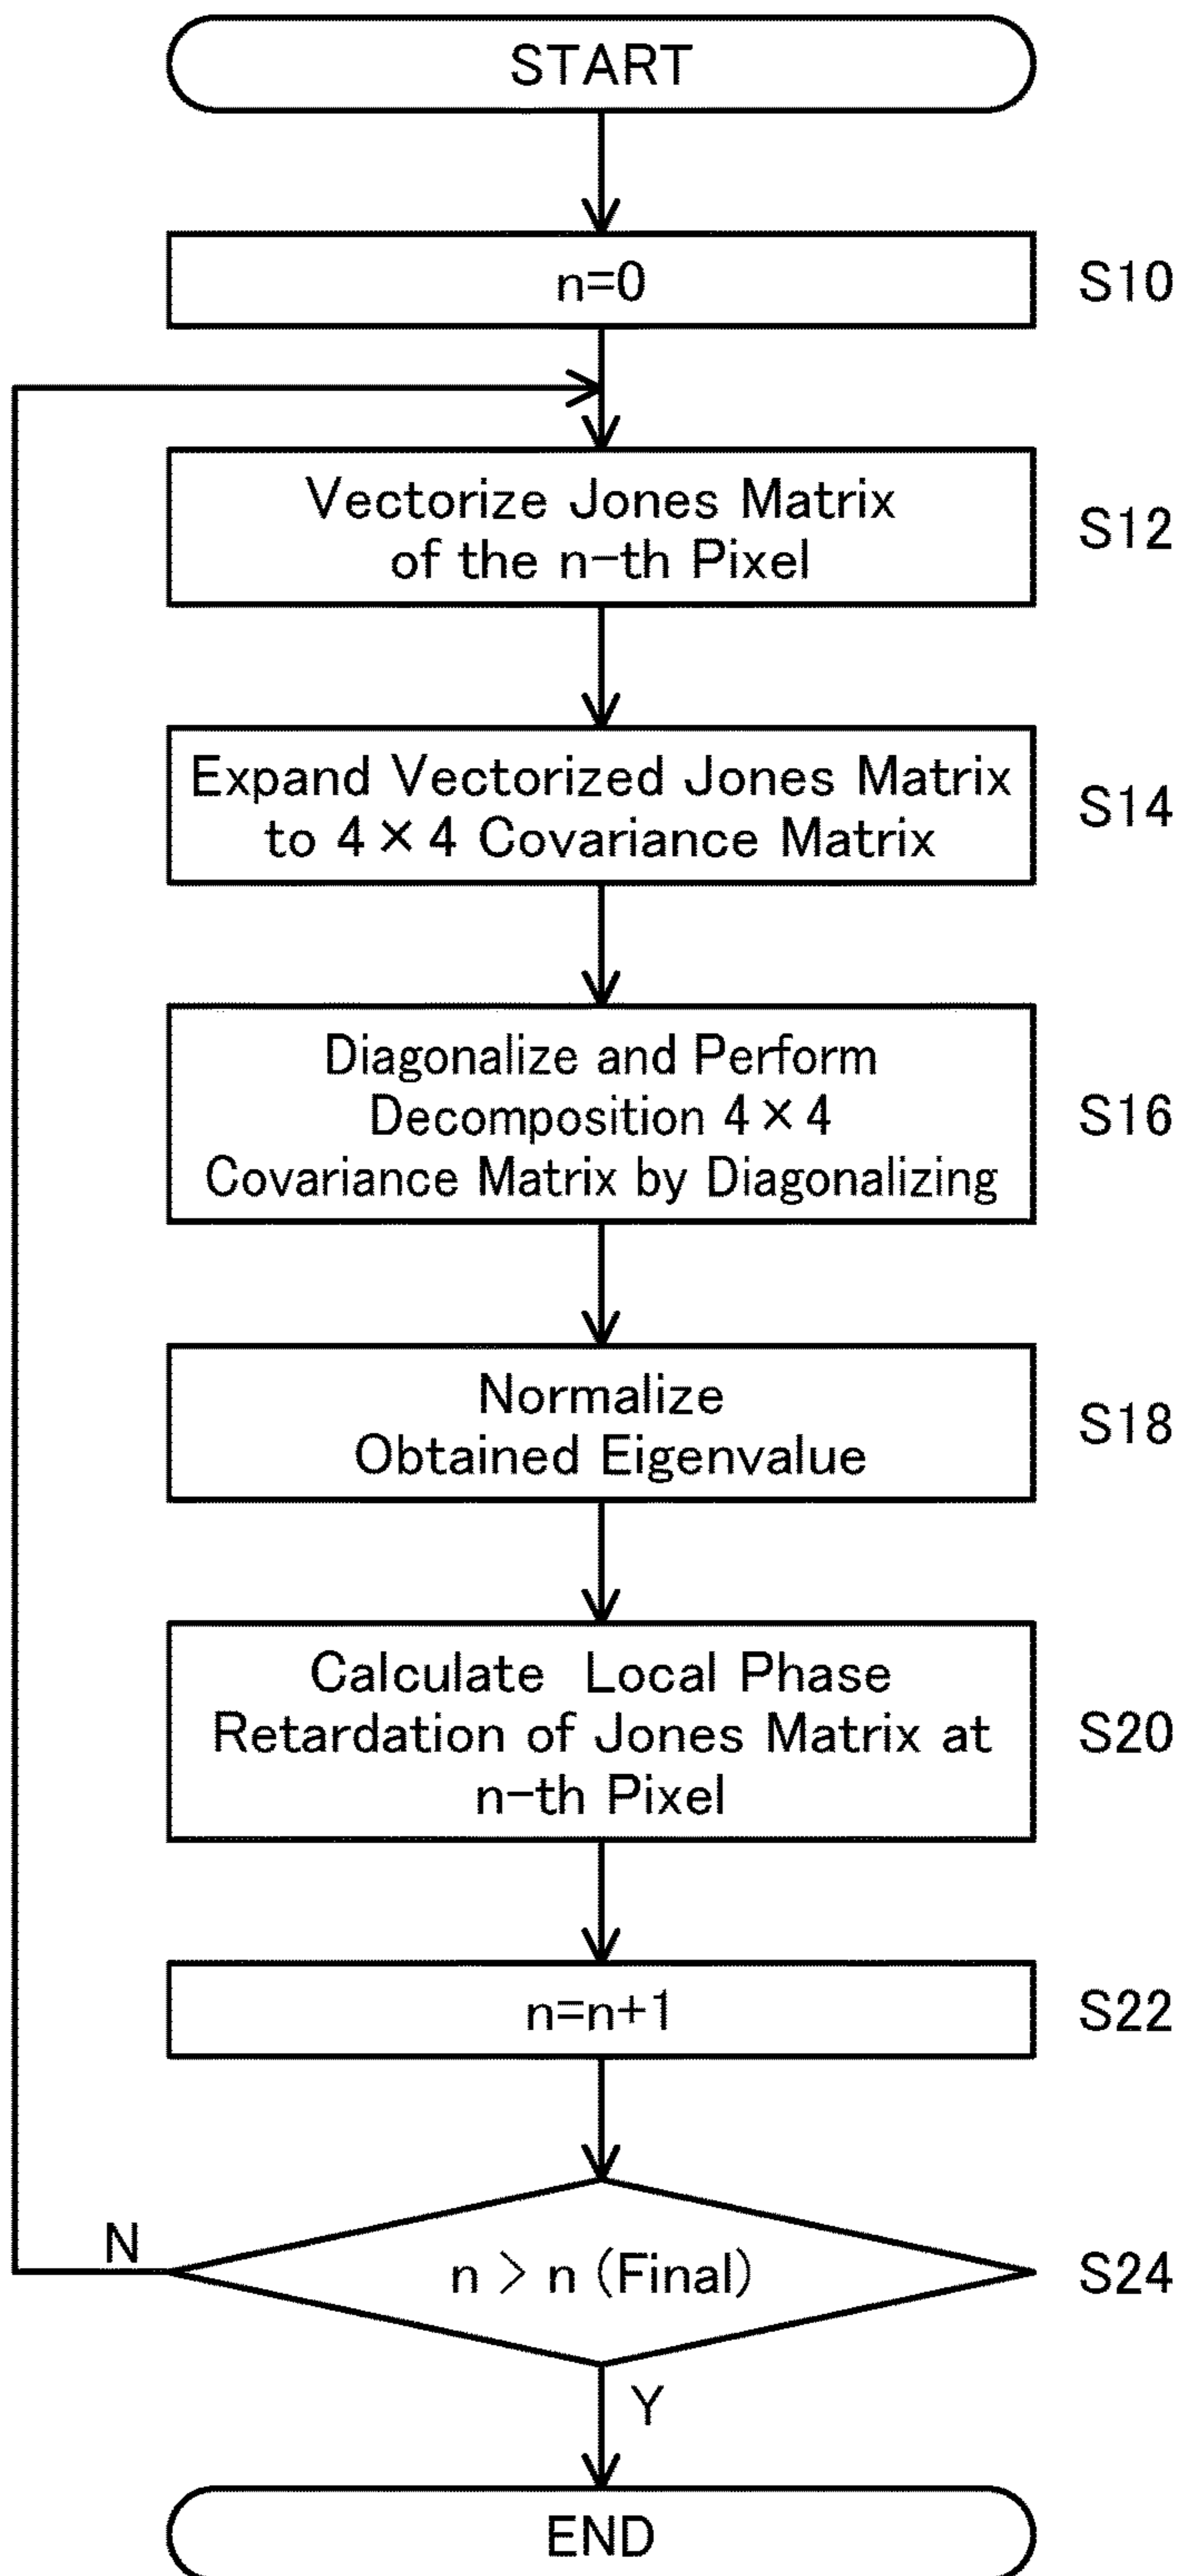 START
n=0
S10
Vectorize Jones Matrix
of the n-th Pixel
S12
Expand Vectorized Jones Matrix
to 4×4 Covariance Matrix
S14
Diagonalize and Perform
Decomposition 4×4
Covariance Matrix by Diagonalizing
S16
Normalize
Obtained Eigenvalue
S18
Calculate Local Phase
Retardation of Jones Matrix at
n-th Pixel
S20
n=n+1
S22
N
n > n (Final)
S24
Y
END